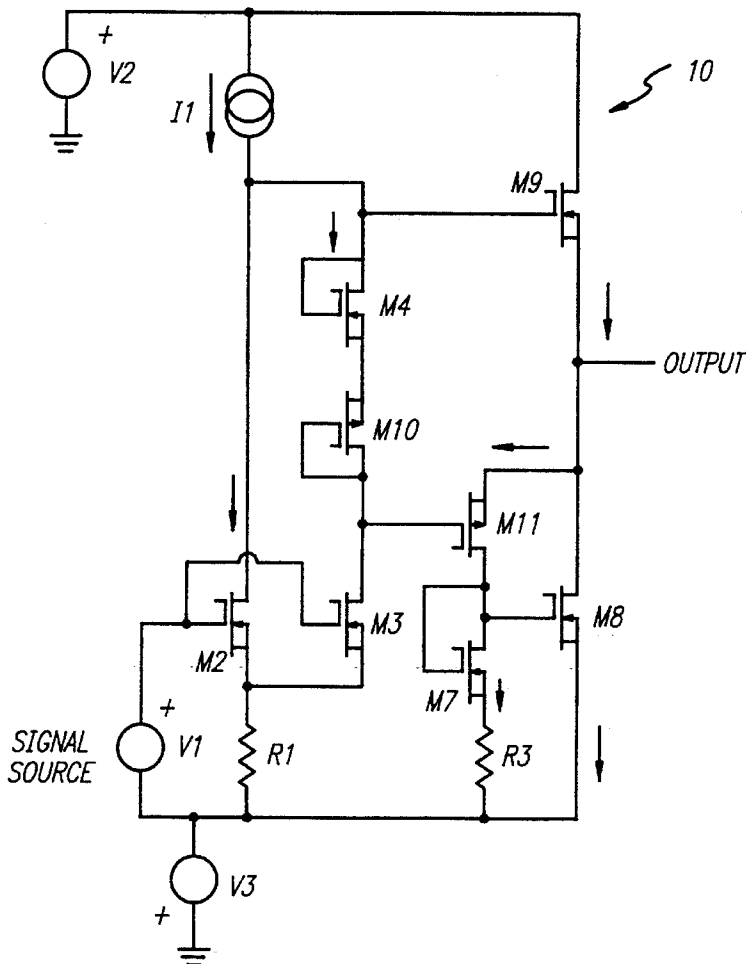 +
V2
I1
10
M9
M4
OUTPUT
M10
M11
M3
M8
M2
M7
+
SIGNAL
SOURCE
V1
R1
R3
V3
+